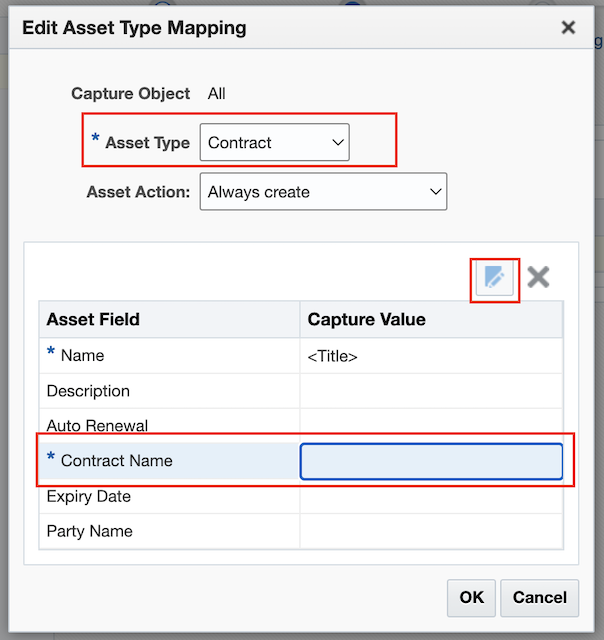 Edit Asset Type Mapping
Capture Object All
* Asset Type Contract
Asset Action: Always create
Asset Field Capture Value
* Name <Title>
Description
Auto Renewal
* Contract Name
Expiry Date
Party Name
OK Cancel